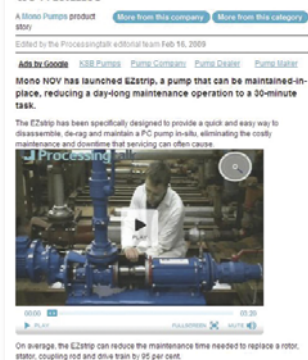 A Mono Pumps product story
More from this company
More from this category
Edited by the Processingtalk editorial team Feb 16, 2009
Ads by Google KSB Pumps Pump Company Pump Dealer Pump Maller
Mono NOV has launched EZstrip, a pump that can be maintained-in-
place, reducing a day-long maintenance operation to a 30-minute
task.
The EZstrip has been specifically designed to provide a quick and easy way to
disassemble, de-rag and maintain a PC pump in-situ, eliminating the costly
maintenance and downtime that servicing can often cause.
Processingtalk
PLAY
00:00
03:20
PLAY
FULLSCREEN
MUTE
On average, the EZstrip can reduce the maintenance time needed to replace a rotor,
stator, coupling rod and drive train by 95 per cent.